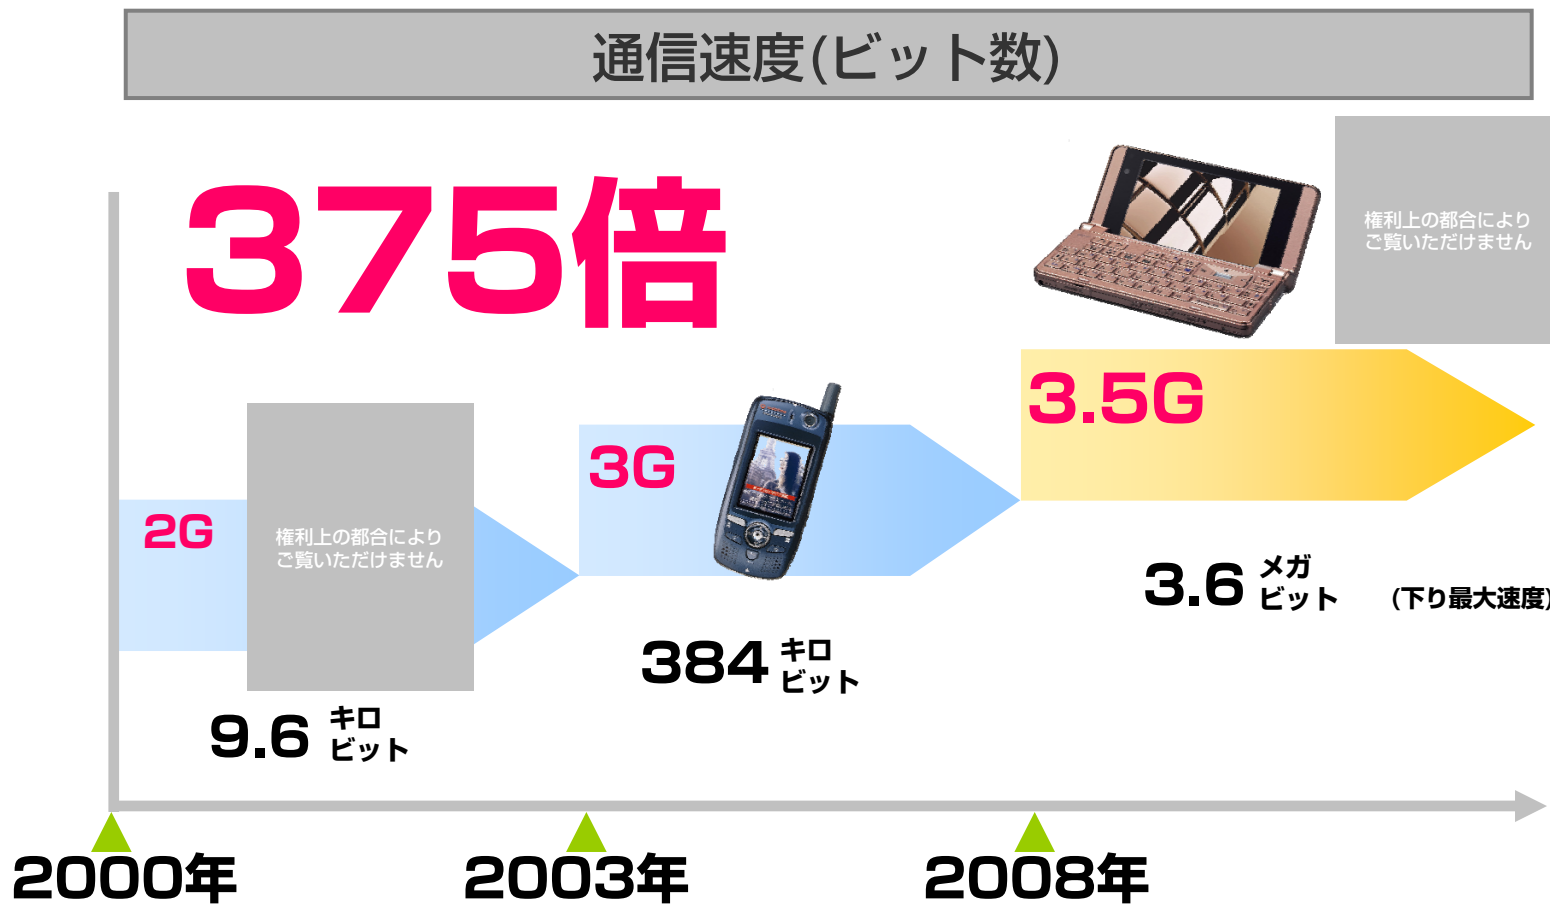 通信速度(ビット数)
375倍
権利上の都合により
ご覧いただけません
3.5G
3G
2G
権利上の都合により
ご覧いただけません
3.6 メガ
ビット (下り最大速度)
384 キロ
ビット
9.6 キロ
ビット
2000年 2003年 2008年